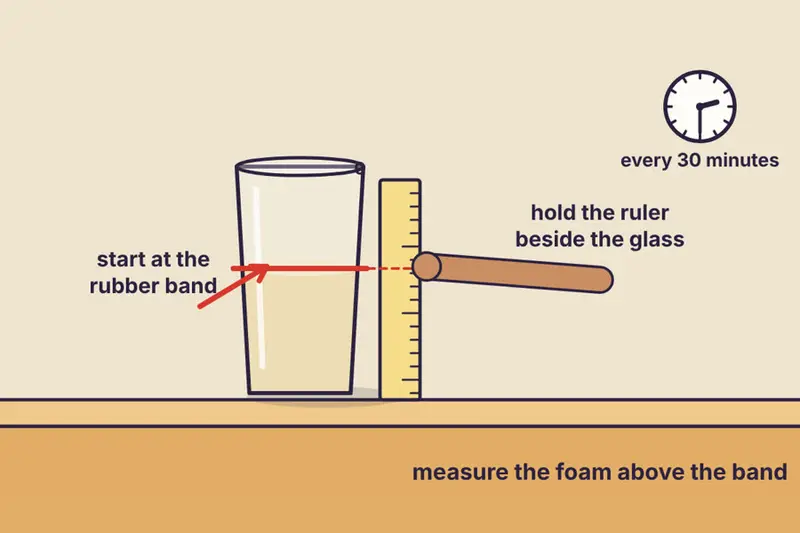 every 30 minutes
hold the ruler
beside the glass
start at the
rubber band
measure the foam above the band